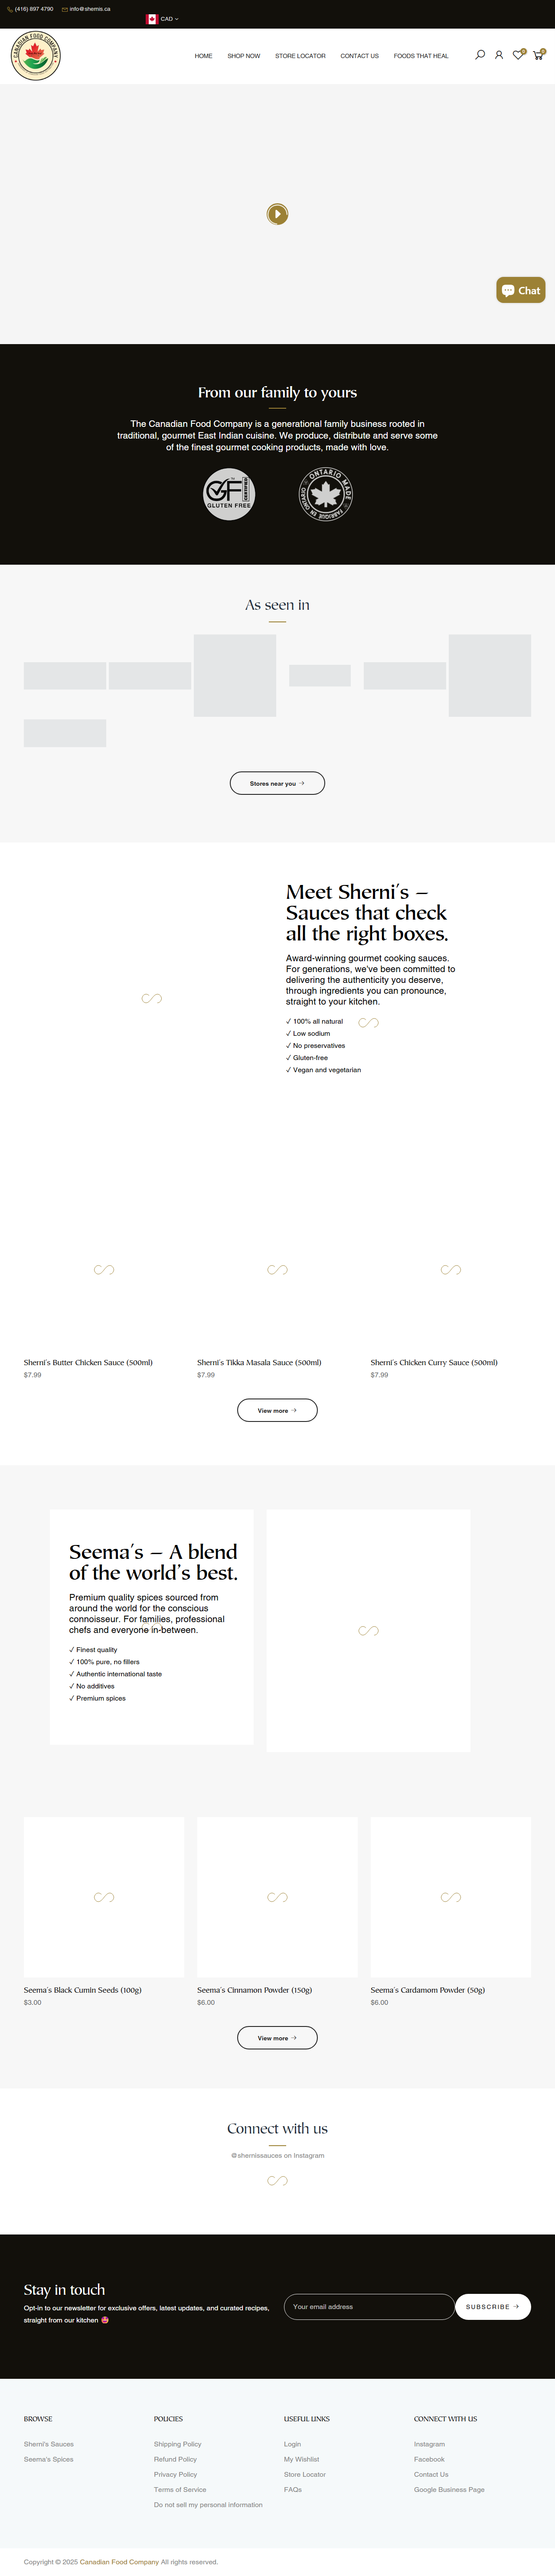 (416) 897 4790 info@shernis.ca
CAD
CANADIAN FOOD COMPANY
HOME SHOP NOW STORE LOCATOR CONTACT US FOODS THAT HEAL
0 0
Chat
From our family to yours
The Canadian Food Company is a generational family business rooted in
traditional, gourmet East Indian cuisine. We produce, distribute and serve some
of the finest gourmet cooking products, made with love.
GF
GLUTEN FREE
ONTARIO MADE
FABRIQUÉ EN ONTARIO
As seen in
Stores near you →
Meet Sherni's –
Sauces that check
all the right boxes.
Award-winning gourmet cooking sauces.
For generations, we've been committed to
delivering the authenticity you deserve,
through ingredients you can pronounce,
straight to your kitchen.
✓ 100% all natural
✓ Low sodium
✓ No preservatives
✓ Gluten-free
✓ Vegan and vegetarian
Sherni's Butter Chicken Sauce (500ml) Sherni's Tikka Masala Sauce (500ml) Sherni's Chicken Curry Sauce (500ml)
$7.99 $7.99 $7.99
View more →
Seema's – A blend
of the world's best.
Premium quality spices sourced from
around the world for the conscious
connoisseur. For families, professional
chefs and everyone in-between.
✓ Finest quality
✓ 100% pure, no fillers
✓ Authentic international taste
✓ No additives
✓ Premium spices
Seema's Black Cumin Seeds (100g) Seema's Cinnamon Powder (150g) Seema's Cardamom Powder (50g)
$3.00 $6.00 $6.00
View more →
Connect with us
@shernissauces on Instagram
Stay in touch
Opt-in to our newsletter for exclusive offers, latest updates, and curated recipes,
straight from our kitchen 🤩
Your email address SUBSCRIBE →
BROWSE POLICIES USEFUL LINKS CONNECT WITH US
Sherni's Sauces Shipping Policy Login Instagram
Seema's Spices Refund Policy My Wishlist Facebook
Privacy Policy Store Locator Contact Us
Terms of Service FAQs Google Business Page
Do not sell my personal information
Copyright © 2025 Canadian Food Company All rights reserved.